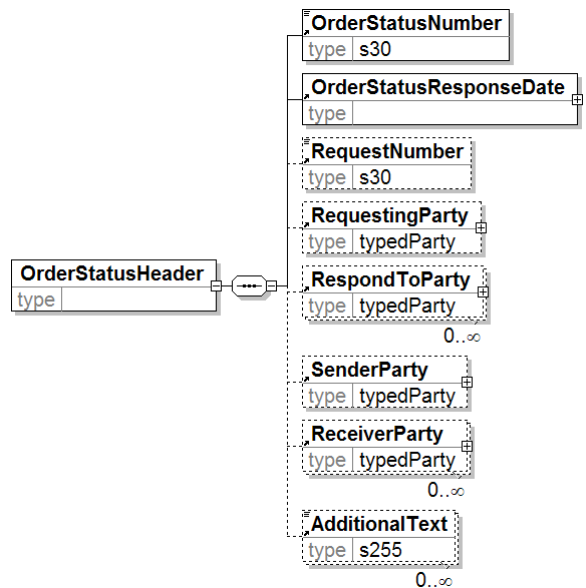 OrderStatusNumber
type s30
OrderStatusResponseDate
type
RequestNumber
type s30
RequestingParty
type typedParty
OrderStatusHeader
type
RespondToParty
type typedParty
0..∞
SenderParty
type typedParty
ReceiverParty
type typedParty
0..∞
AdditionalText
type s255
0..∞